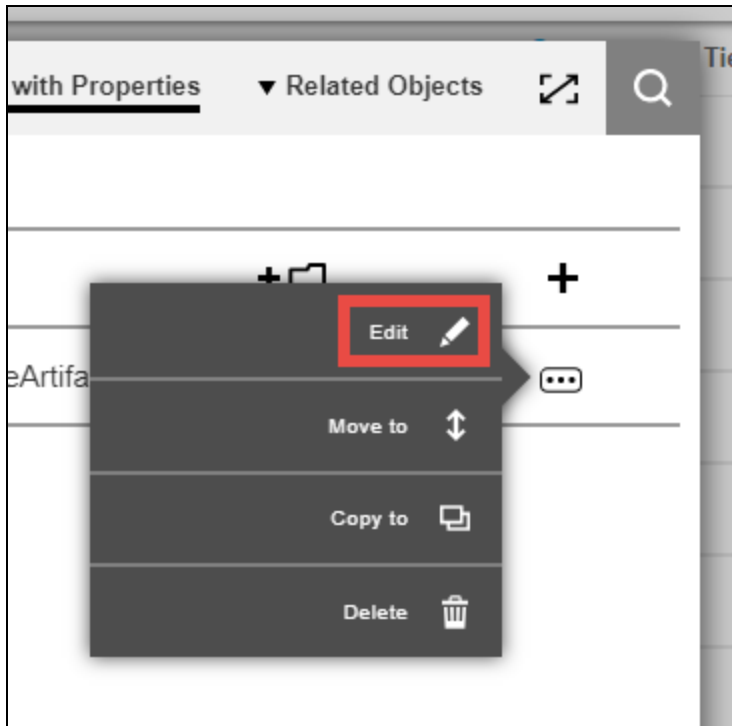 with Properties ▼ Related Objects
Edit
eArtifa
Move to
Copy to
Delete